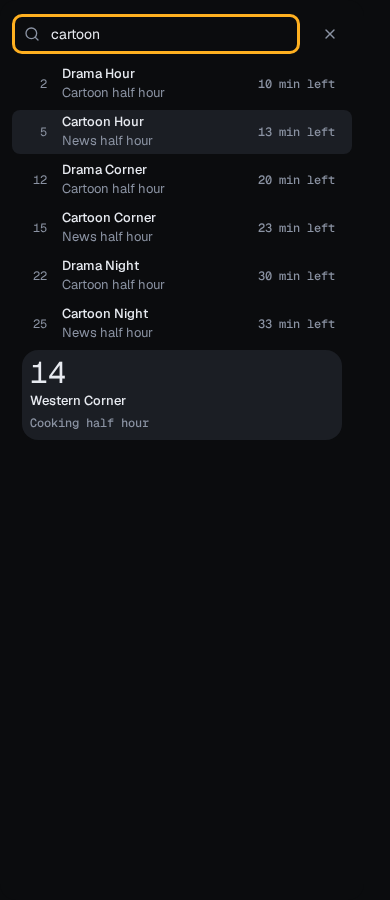 cartoon
2 Drama Hour 10 min left
Cartoon half hour
5 Cartoon Hour 13 min left
News half hour
12 Drama Corner 20 min left
Cartoon half hour
15 Cartoon Corner 23 min left
News half hour
22 Drama Night 30 min left
Cartoon half hour
25 Cartoon Night 33 min left
News half hour
14
Western Corner
Cooking half hour